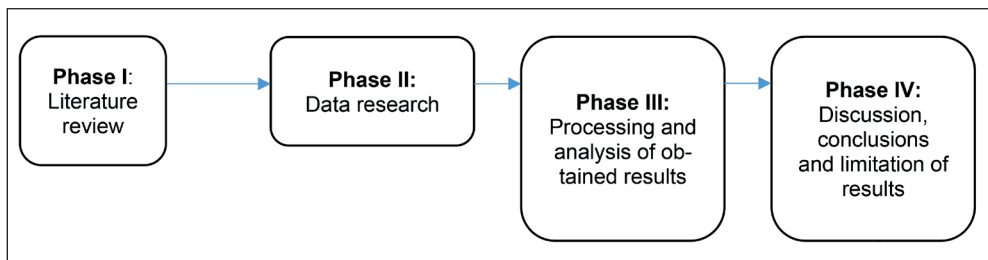 Phase I:
Literature
review
Phase II:
Data research
Phase III:
Processing and
analysis of ob-
tained results
Phase IV:
Discussion,
conclusions
and limitation of
results